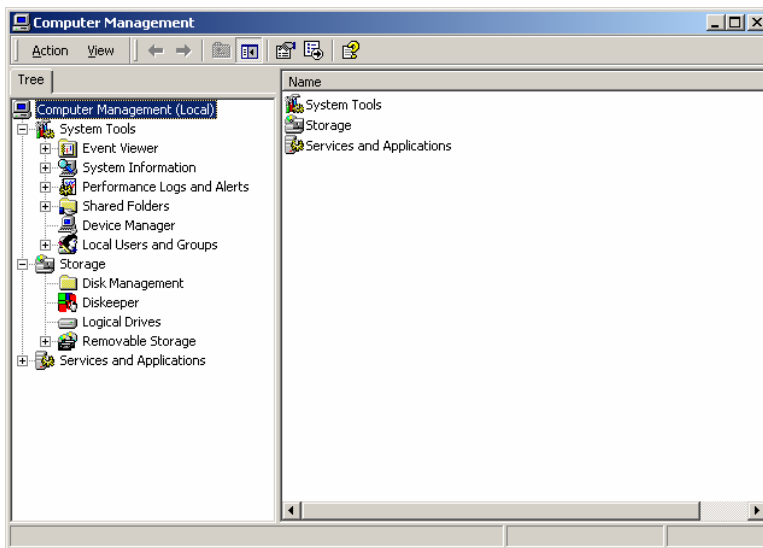 Computer Management
Action View
Tree
Name
Computer Management (Local)
System Tools
Event Viewer
System Information
Performance Logs and Alerts
Shared Folders
Device Manager
Local Users and Groups
Storage
Disk Management
Diskeeper
Logical Drives
Removable Storage
Services and Applications
System Tools
Storage
Services and Applications